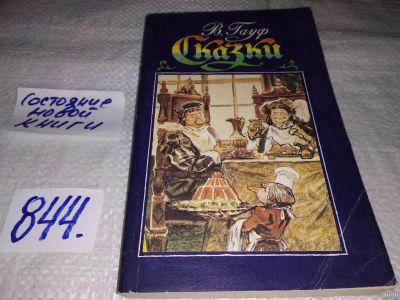 В. Гауф
Сказки
Состояние
новой
книги
844.